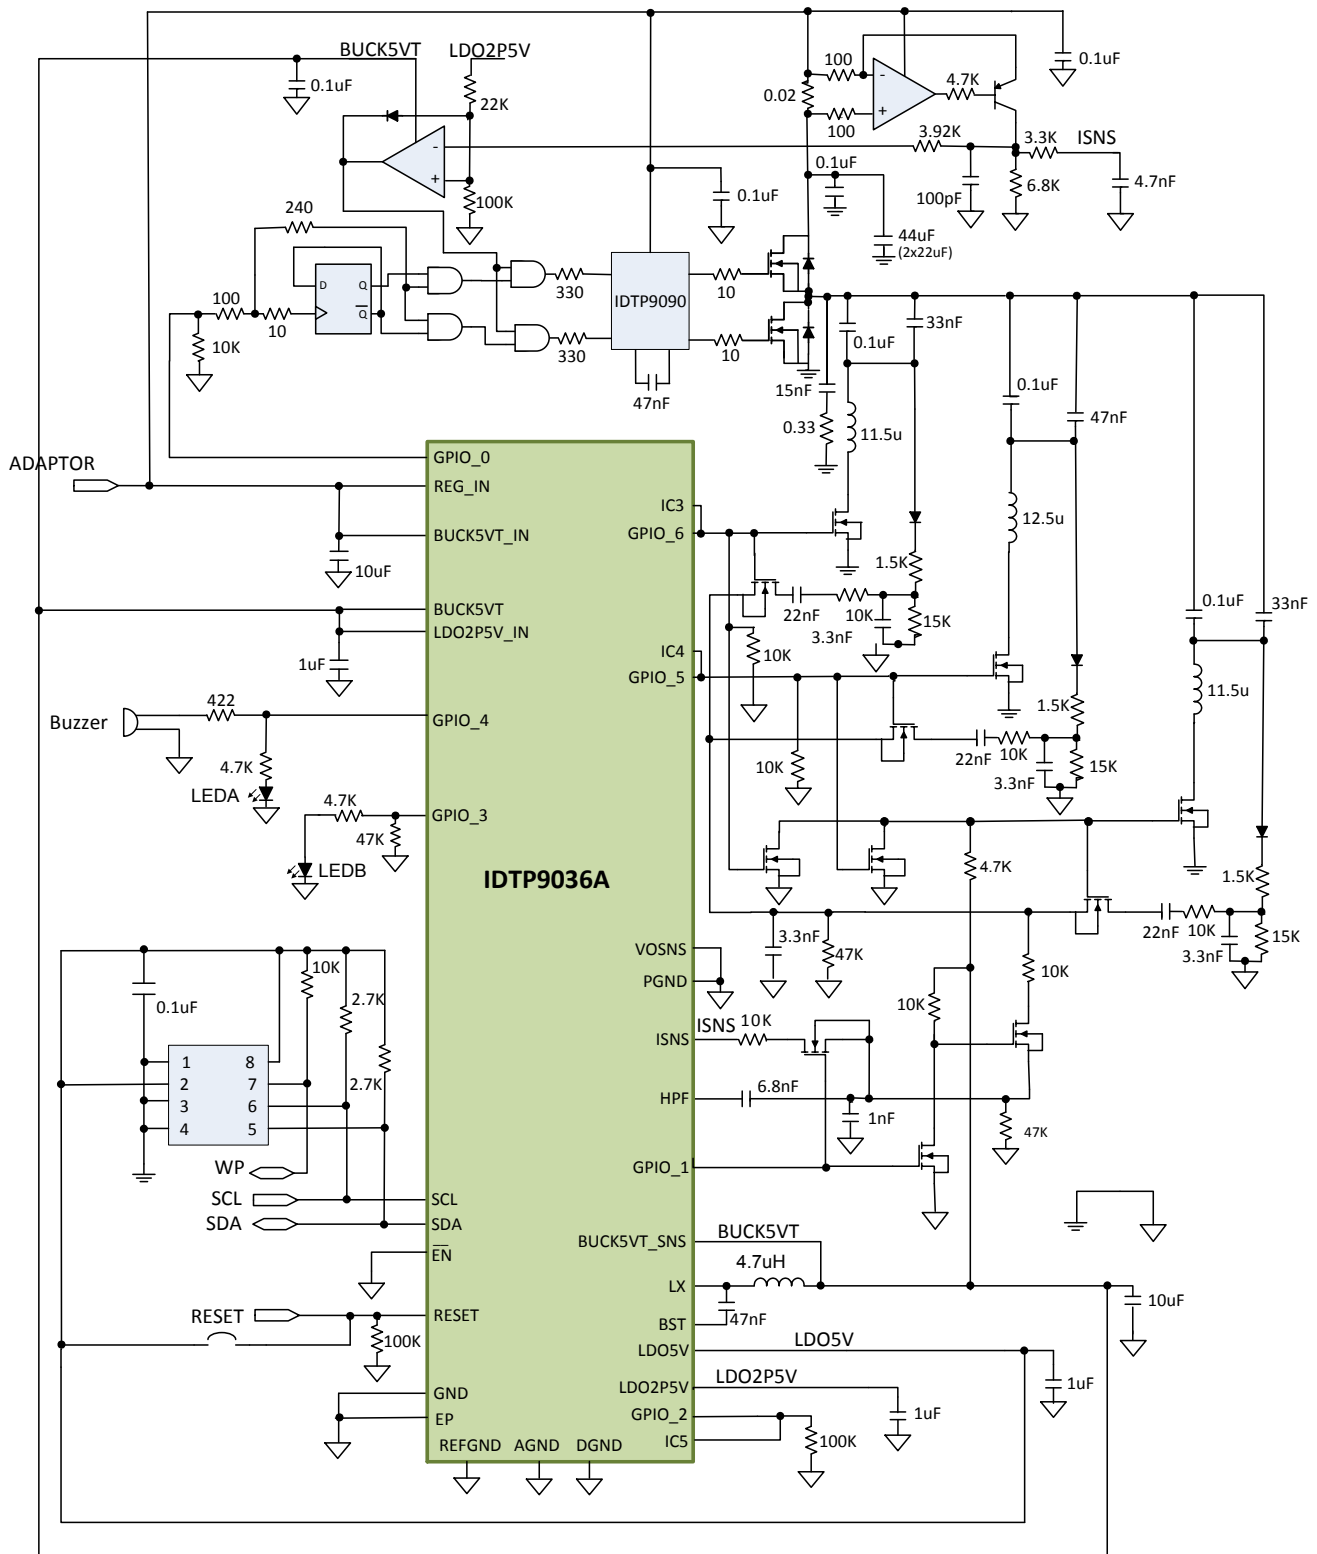 BUCK5VT
LDO2P5V
0.1uF
22K
100
0.02
100
4.7K
0.1uF
-
+
-
+
3.92K
3.3K
ISNS
100K
0.1uF
0.1uF
100pF
6.8K
4.7nF
240
44uF
(2x22uF)
D
Q
Q
100
10
10K
330
330
IDTP9090
10
10
47nF
33nF
0.1uF
15nF
0.33
11.5u
0.1uF
47nF
12.5u
ADAPTOR
GPIO_0
REG_IN
IC3
BUCK5VT_IN
GPIO_6
10uF
1.5K
22nF
10K
3.3nF
15K
0.1uF
33nF
BUCK5VT
LDO2P5V_IN
10K
IC4
1uF
GPIO_5
422
11.5u
Buzzer
GPIO_4
1.5K
4.7K
10K
22nF
10K
3.3nF
15K
LEDA
4.7K
GPIO_3
47K
LEDB
4.7K
IDTP9036A
1.5K
22nF
10K
3.3nF
15K
VOSNS
3.3nF
47K
10K
10K
PGND
10K
2.7K
0.1uF
ISNS
10K
ISNS
1
8
2
7
2.7K
3
6
4
5
HPF
6.8nF
1nF
47K
WP
GPIO_1
SCL
SCL
SDA
SDA
BUCK5VT
BUCK5VT_SNS
EN
4.7uH
LX
RESET
RESET
47nF
10uF
BST
100K
LDO5V
LDO5V
LDO2P5V
LDO2P5V
1uF
GND
GPIO_2
1uF
EP
IC5
100K
REFGND
AGND
DGND